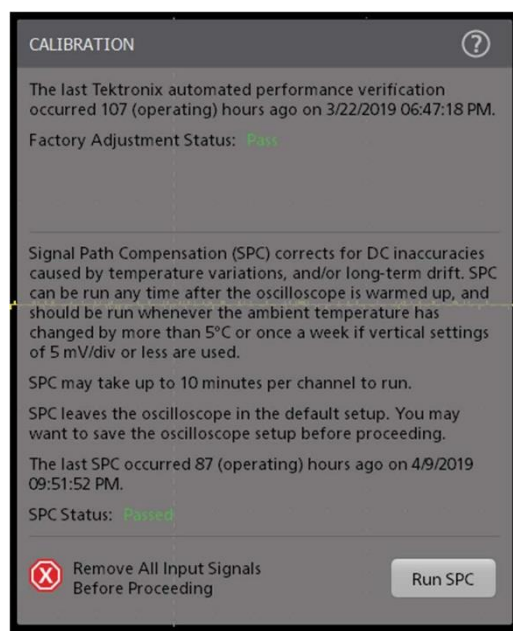 CALIBRATION
?
The last Tektronix automated performance verification
occurred 107 (operating) hours ago on 3/22/2019 06:47:18 PM.
Factory Adjustment Status: Pass
Signal Path Compensation (SPC) corrects for DC inaccuracies
caused by temperature variations, and/or long-term drift. SPC
can be run any time after the oscilloscope is warmed up, and
should be run whenever the ambient temperature has
changed by more than 5°C or once a week if vertical settings
of 5 mV/div or less are used.
SPC may take up to 10 minutes per channel to run.
SPC leaves the oscilloscope in the default setup. You may
want to save the oscilloscope setup before proceeding.
The last SPC occurred 87 (operating) hours ago on 4/9/2019
09:51:52 PM.
SPC Status: Passed
X
Remove All Input Signals
Before Proceeding
Run SPC